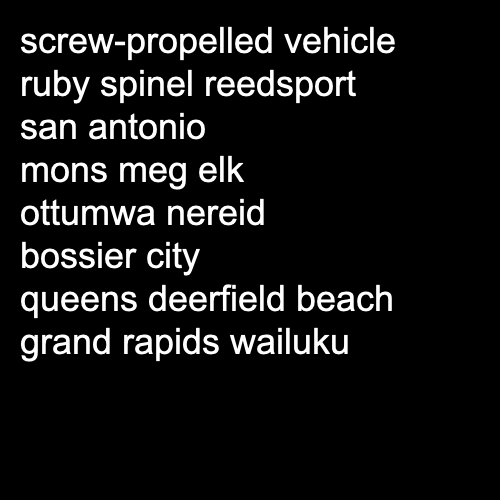 screw-propelled vehicle
ruby spinel reedsport
san antonio
mons meg elk
ottumwa nereid
bossier city
queens deerfield beach
grand rapids wailuku